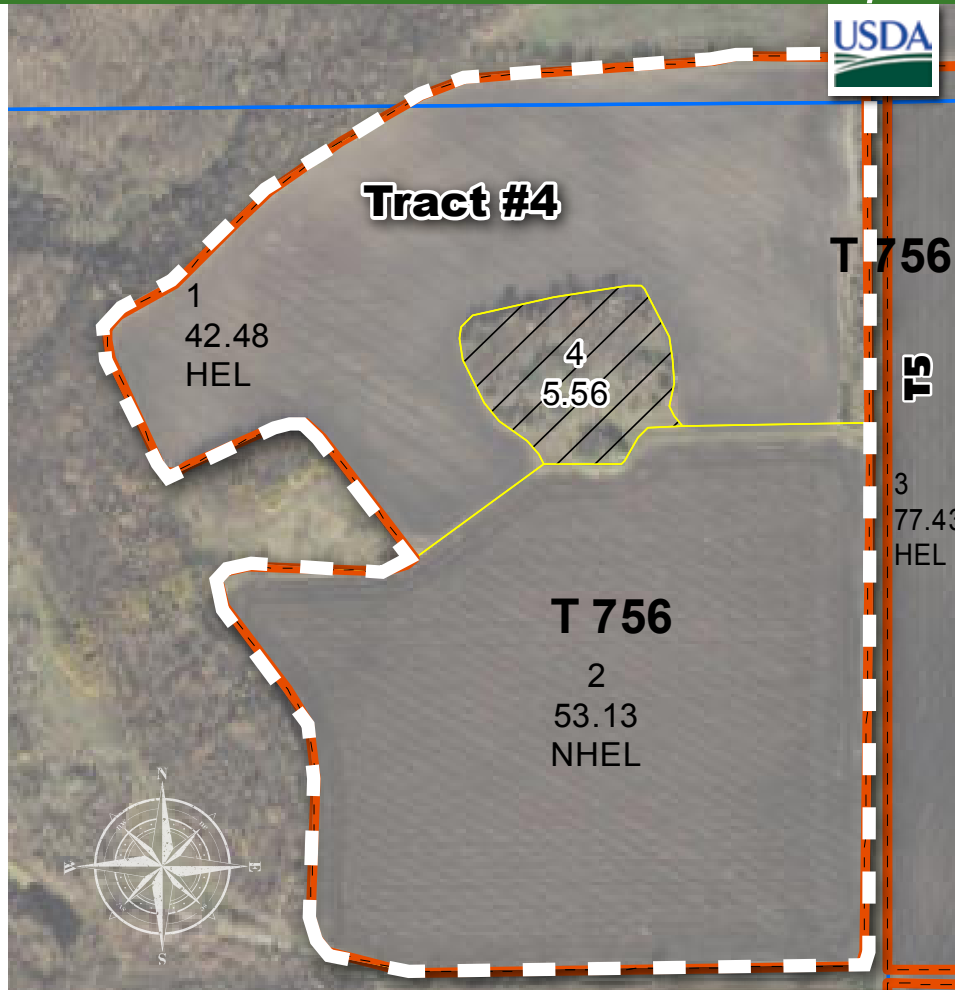 USDA
Tract #4
T 756
1
42.48
HEL
4
5.56
T5
3
77.43
HEL
T 756
2
53.13
NHEL
N
W
E
S